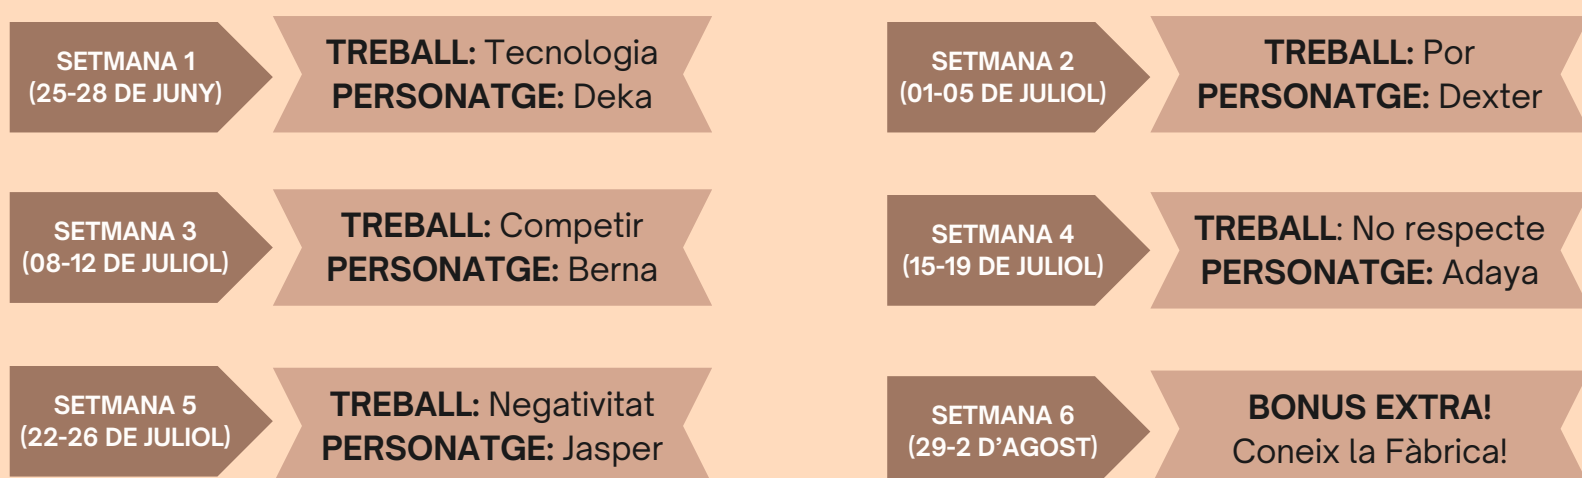 SETMANA 1
(25-28 DE JUNY)
TREBALL: Tecnologia
PERSONATGE: Deka
SETMANA 2
(01-05 DE JULIOL)
TREBALL: Por
PERSONATGE: Dexter
SETMANA 3
(08-12 DE JULIOL)
TREBALL: Competir
PERSONATGE: Berna
SETMANA 4
(15-19 DE JULIOL)
TREBALL: No respecte
PERSONATGE: Adaya
SETMANA 5
(22-26 DE JULIOL)
TREBALL: Negativitat
PERSONATGE: Jasper
SETMANA 6
(29-2 D’AGOST)
BONUS EXTRA!
Coneix la Fàbrica!